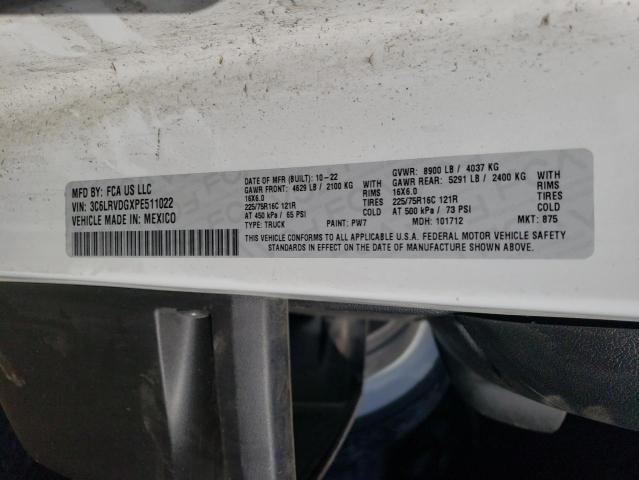 MFD BY: FCA US LLC
VIN: 3C6LRVDGXPE511022
VEHICLE MADE IN: MEXICO
DATE OF MFR (BUILT): 10-22
GAWR FRONT: 4629 LB / 2100 KG WITH
16X6.0 RIMS
225/75R16C 121R TIRES
AT 450 kPa / 65 PSI COLD
TYPE: TRUCK PAINT: PW7
GVWR: 8900 LB / 4037 KG
GAWR REAR: 5291 LB / 2400 KG WITH
16X6.0 RIMS
225/75R16C 121R TIRES
AT 500 kPa / 73 PSI COLD
MDH: 101712 MKT: 875
THIS VEHICLE CONFORMS TO ALL APPLICABLE U.S.A. FEDERAL MOTOR VEHICLE SAFETY
STANDARDS IN EFFECT ON THE DATE OF MANUFACTURE SHOWN ABOVE.